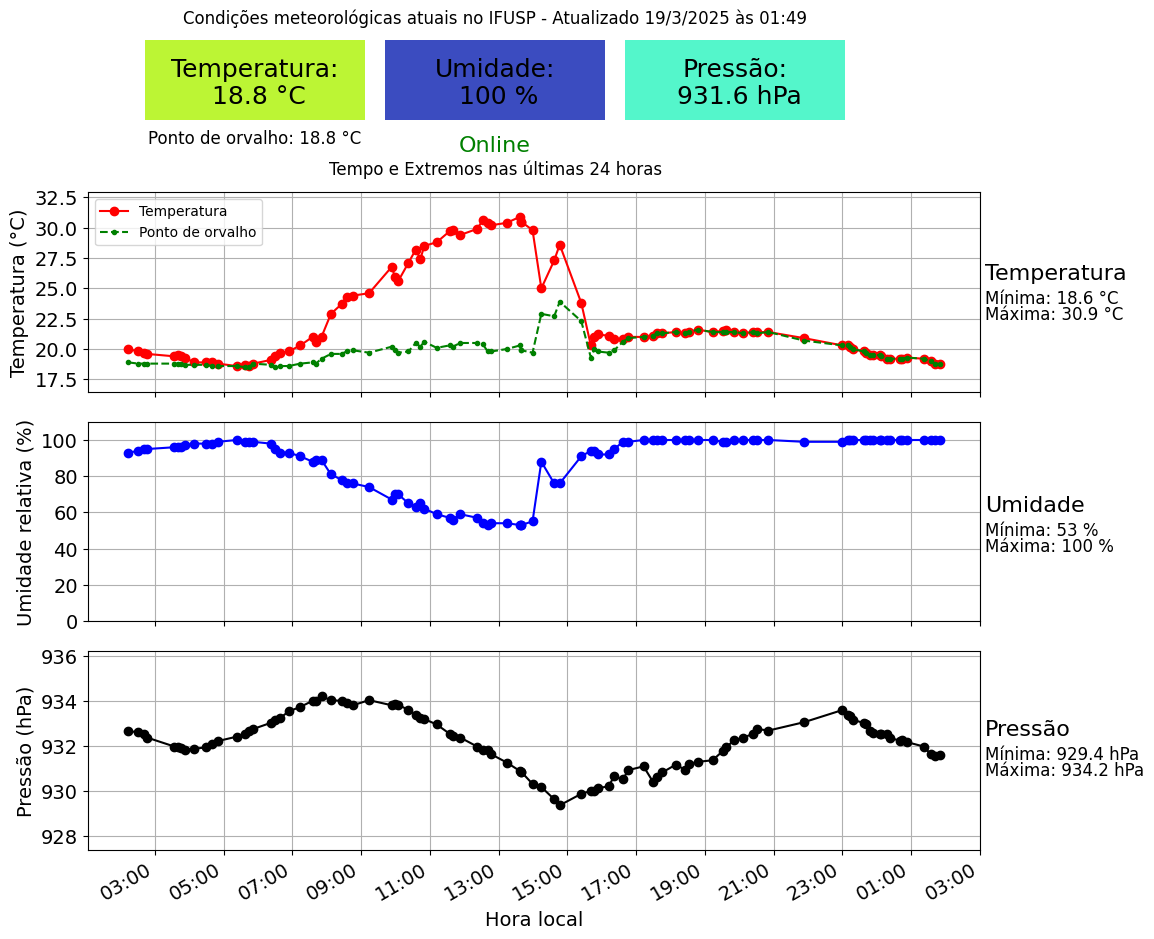 Condições meteorológicas atuais no IFUSP - Atualizado 19/3/2025 às 01:49
Temperatura:
18.8 °C
Umidade:
100 %
Pressão:
931.6 hPa
Ponto de orvalho: 18.8 °C
Online
Tempo e Extremos nas últimas 24 horas
Temperatura (°C)
32.5
30.0
27.5
25.0
22.5
20.0
17.5
Temperatura
Ponto de orvalho
Temperatura
Mínima: 18.6 °C
Máxima: 30.9 °C
Umidade relativa (%)
100
80
60
40
20
0
Umidade
Mínima: 53 %
Máxima: 100 %
Pressão (hPa)
936
934
932
930
928
Pressão
Mínima: 929.4 hPa
Máxima: 934.2 hPa
03:00
05:00
07:00
09:00
11:00
13:00
15:00
17:00
19:00
21:00
23:00
01:00
03:00
Hora local